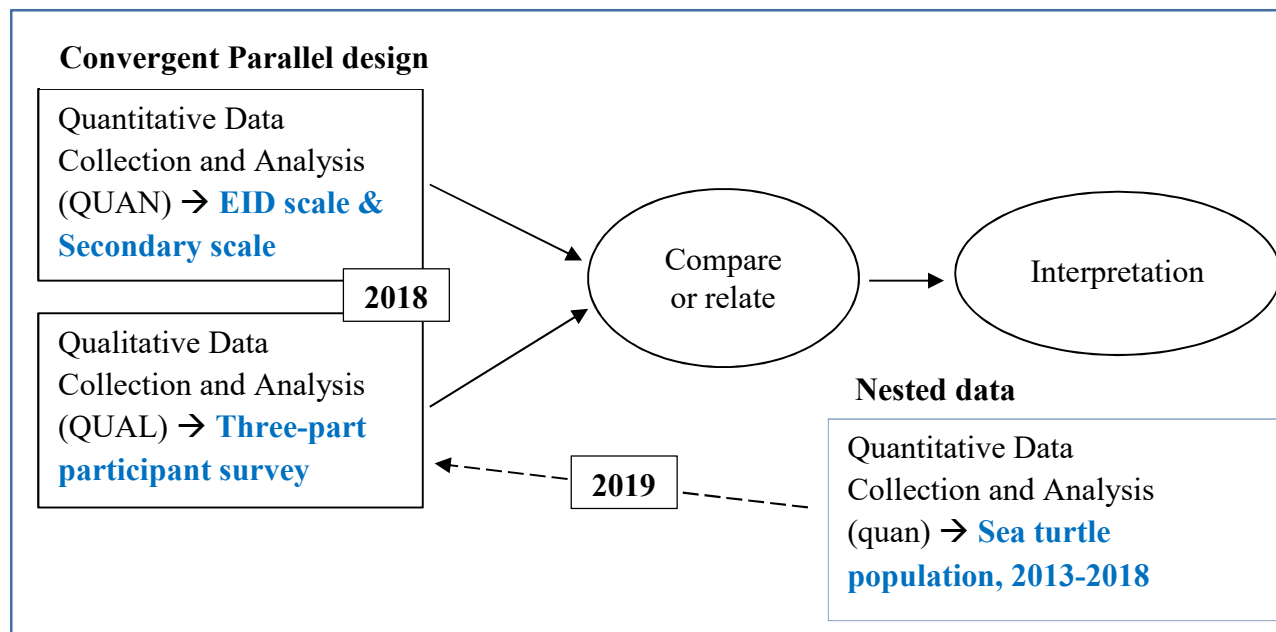 Convergent Parallel design
Quantitative Data
Collection and Analysis
(QUAN) → EID scale &
Secondary scale
2018
Qualitative Data
Collection and Analysis
(QUAL) → Three-part
participant survey
Compare
or relate
Interpretation
Nested data
Quantitative Data
Collection and Analysis
(quan) → Sea turtle
population, 2013-2018
2019